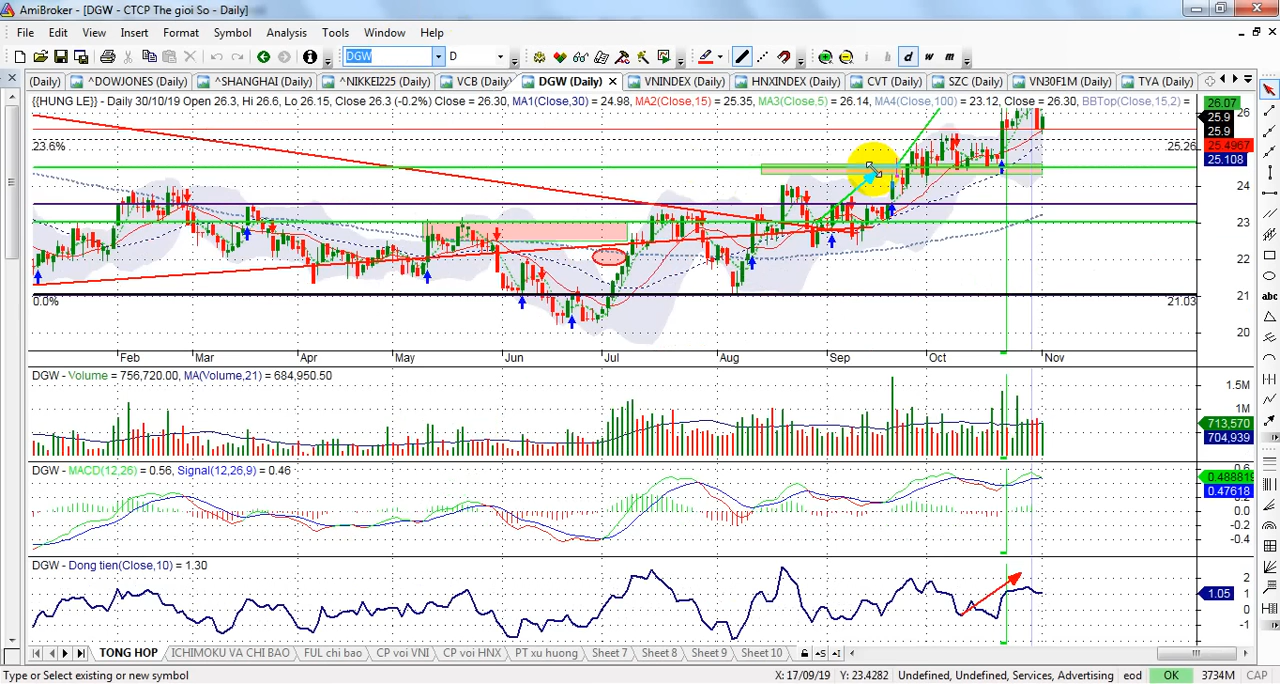 AmiBroker - [DGW - CTCP The gioi So - Daily]
File Edit View Insert Format Symbol Analysis Tools Window Help
DGW D i h d w m
(Daily) ^DOWJONES (Daily) ^SHANGHAI (Daily) ^NIKKEI225 (Daily) VCB (Daily) DGW (Daily) VNINDEX (Daily) HNXINDEX (Daily) CVT (Daily) SZC (Daily) VN30F1M (Daily) TYA (Daily)
{{HUNG LE}} - Daily 30/10/19 Open 26.3, Hi 26.6, Lo 26.15, Close 26.3 (-0.2%) Close = 26.30, MA1(Close,30) = 24.98, MA2(Close,15) = 25.35, MA3(Close,5) = 26.14, MA4(Close,100) = 23.12, Close = 26.30, BBTop(Close,15,2) =
26.07
26
25.9
25.9
23.6%
25.26
25.4967
25.108
24
23
22
0.0%
21.03
21
20
abc
Feb Mar Apr May Jun Jul Aug Sep Oct Nov
DGW - Volume = 756,720.00, MA(Volume,21) = 684,950.50
1.5M
1M
713,570
704,939
DGW - MACD(12,26) = 0.56, Signal(12,26,9) = 0.46
0.6
0.47618
-0.0
-0.2
-0.4
DGW - Dong tien(Close,10) = 1.30
2
1.05
1
0
-1
TONG HOP ICHIMOKU VA CHI BAO FUL chi bao CP voi VNI CP voi HNX PT xu huong Sheet 7 Sheet 8 Sheet 9 Sheet 10
Type or Select existing or new symbol X: 17/09/19 Y: 23.4282 Undefined, Undefined, Services, Advertising eod OK 3734M CAP